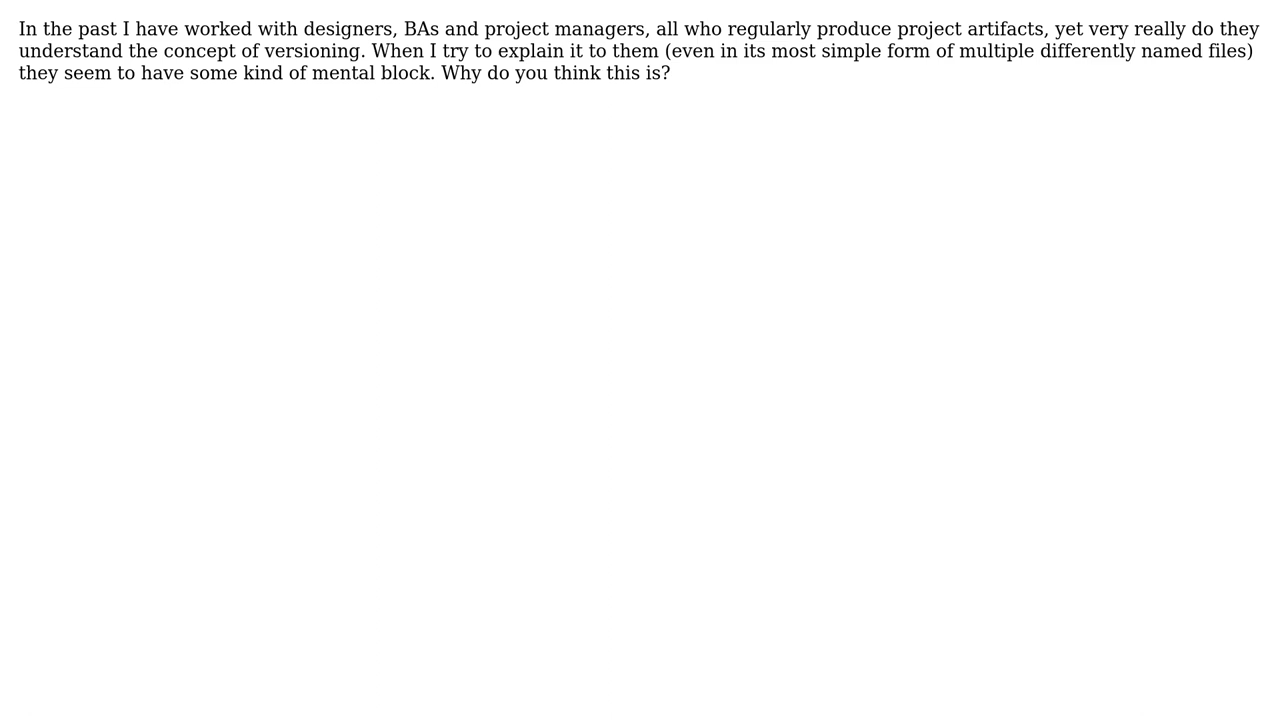 In the past I have worked with designers, BAs and project managers, all who regularly produce project artifacts, yet very really do they
understand the concept of versioning. When I try to explain it to them (even in its most simple form of multiple differently named files)
they seem to have some kind of mental block. Why do you think this is?